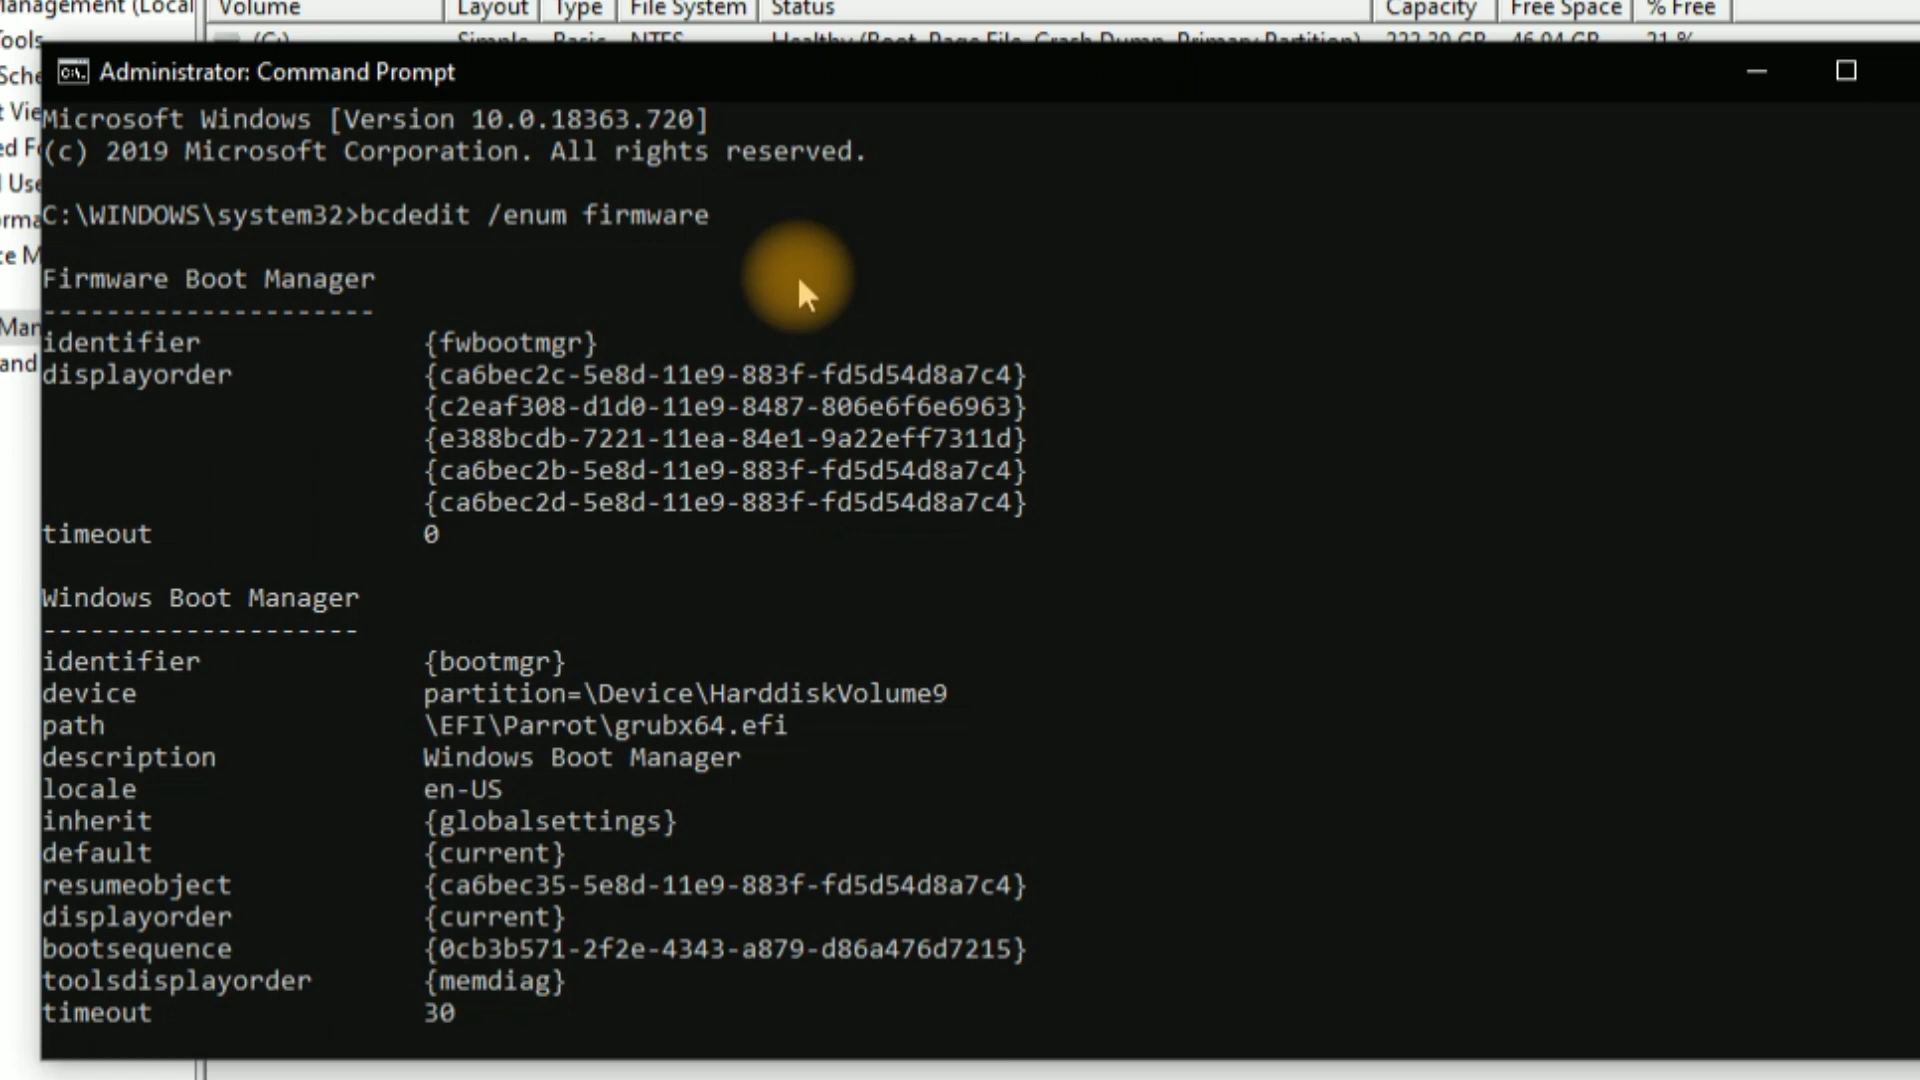 Volume Layout Type File System Status Capacity Free Space % Free
Administrator: Command Prompt
Microsoft Windows [Version 10.0.18363.720]
(c) 2019 Microsoft Corporation. All rights reserved.
C:\WINDOWS\system32>bcdedit /enum firmware
Firmware Boot Manager
---------------------
identifier {fwbootmgr}
displayorder {ca6bec2c-5e8d-11e9-883f-fd5d54d8a7c4}
{c2eaf308-d1d0-11e9-8487-806e6f6e6963}
{e388bcdb-7221-11ea-84e1-9a22eff7311d}
{ca6bec2b-5e8d-11e9-883f-fd5d54d8a7c4}
{ca6bec2d-5e8d-11e9-883f-fd5d54d8a7c4}
timeout 0
Windows Boot Manager
--------------------
identifier {bootmgr}
device partition=\Device\HarddiskVolume9
path \EFI\Parrot\grubx64.efi
description Windows Boot Manager
locale en-US
inherit {globalsettings}
default {current}
resumeobject {ca6bec35-5e8d-11e9-883f-fd5d54d8a7c4}
displayorder {current}
bootsequence {0cb3b571-2f2e-4343-a879-d86a476d7215}
toolsdisplayorder {memdiag}
timeout 30